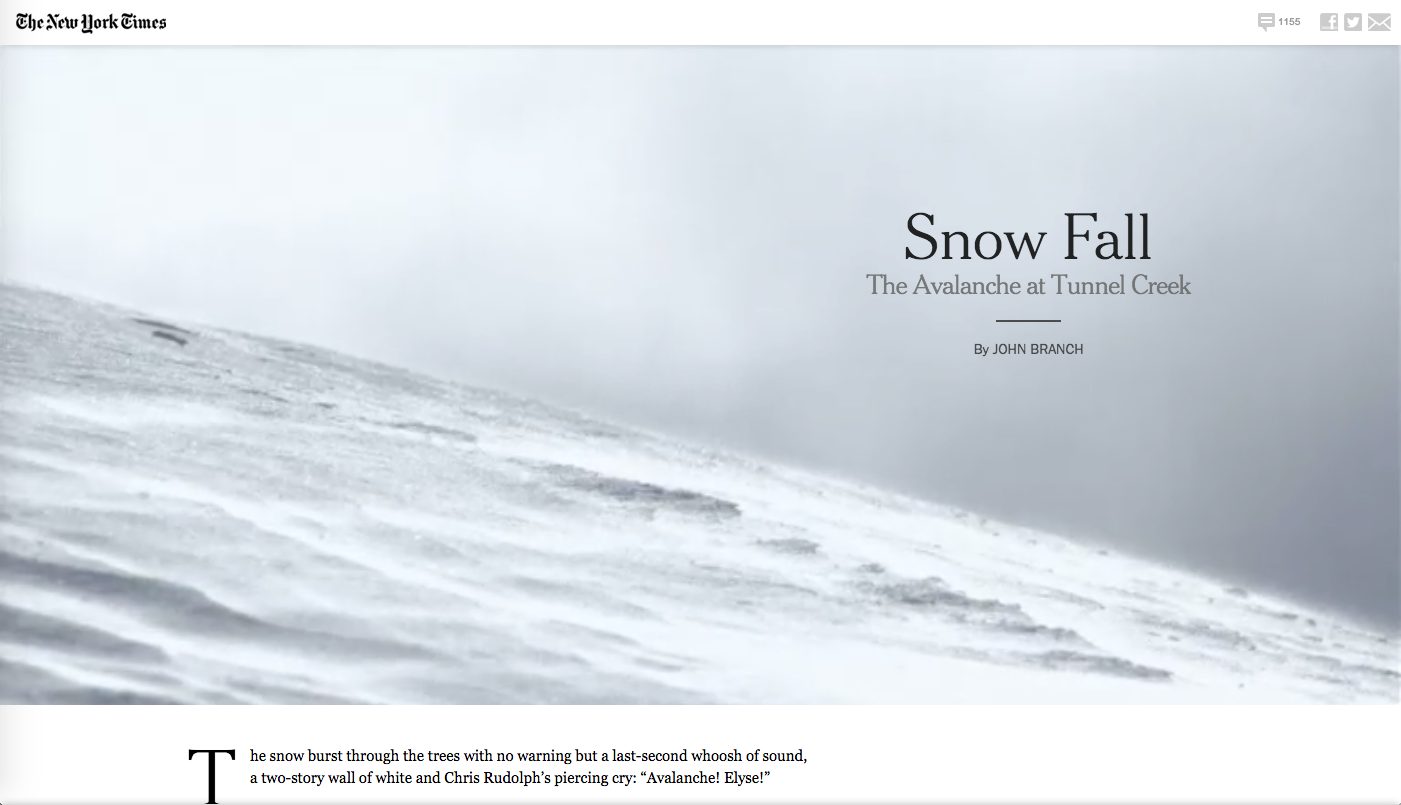 The New York Times
1155
Snow Fall
The Avalanche at Tunnel Creek
By JOHN BRANCH
The snow burst through the trees with no warning but a last-second whoosh of sound,
a two-story wall of white and Chris Rudolph’s piercing cry: “Avalanche! Elyse!”